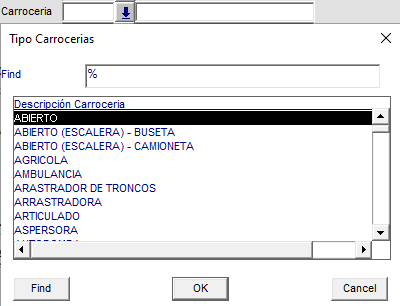 Carroceria
Tipo Carrocerias
Find %
Descripción Carroceria
ABIERTO
ABIERTO (ESCALERA) - BUSETA
ABIERTO (ESCALERA) - CAMIONETA
AGRICOLA
AMBULANCIA
ARASTRADOR DE TRONCOS
ARRASTRADORA
ARTICULADO
ASPERSORA
Find OK Cancel